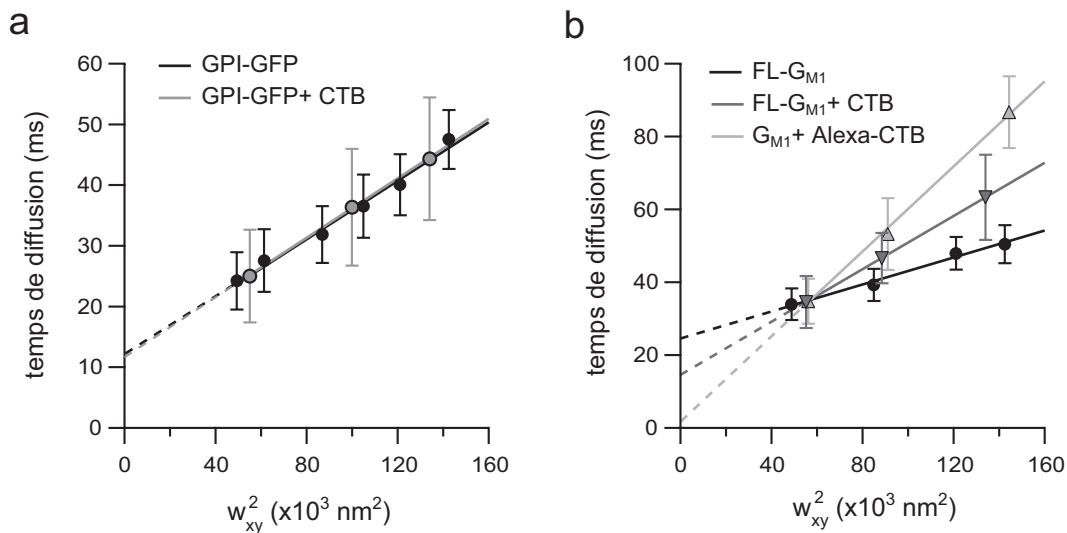 a
GPI-GFP
GPI-GFP+ CTB
temps de diffusion (ms)
60
50
40
30
20
10
0
0 40 80 120 160
w²xy (x10³ nm²)
b
FL-GM1
FL-GM1+ CTB
GM1+ Alexa-CTB
temps de diffusion (ms)
100
80
60
40
20
0
0 40 80 120 160
w²xy (x10³ nm²)